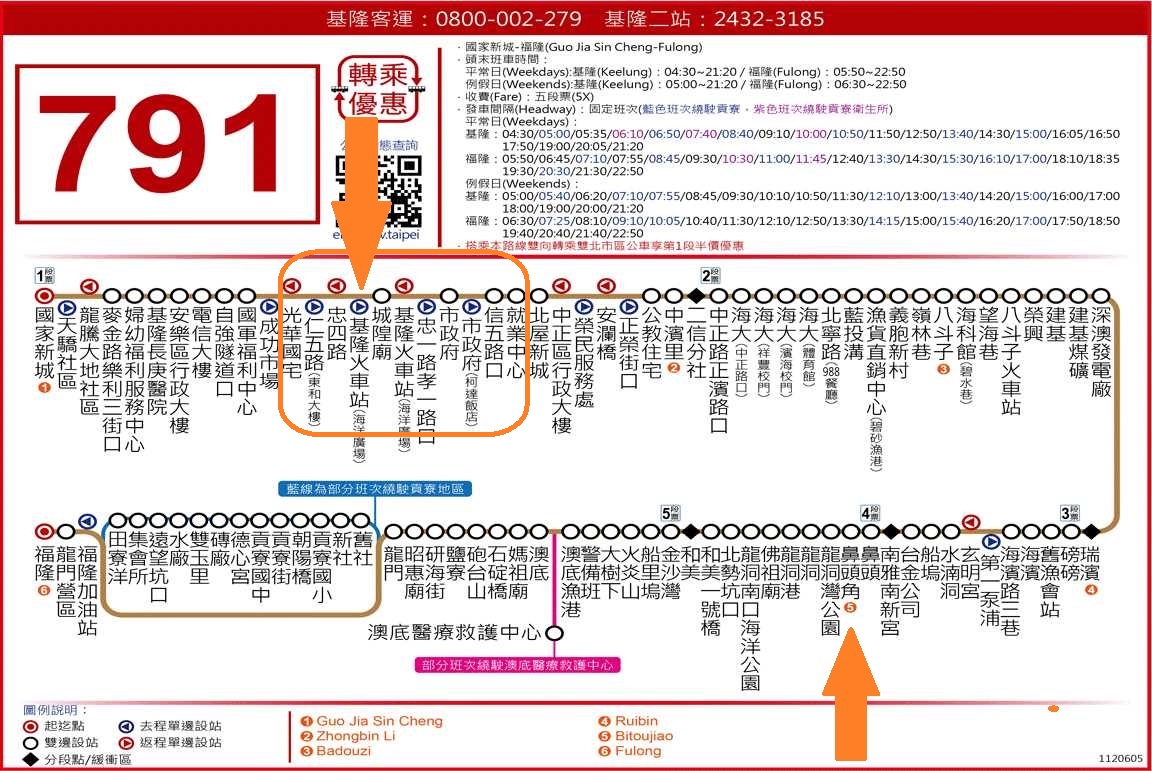 基隆客運：0800-002-279　基隆二站：2432-3185
791
轉乘
優惠
態查詢
· 國家新城-福隆(Guo Jia Sin Cheng-Fulong)
· 頭末班車時間：
平常日(Weekdays):基隆(Keelung)：04:30~21:20 / 福隆(Fulong)：05:50~22:50
例假日(Weekends):基隆(Keelung)：05:00~21:20 / 福隆(Fulong)：06:30~22:50
· 收費(Fare)：五段票(5X)
· 發車間隔(Headway)：固定班次(藍色班次繞駛貢寮，紫色班次繞駛貢寮衛生所)
平常日(Weekdays)：
基隆：04:30/05:00/05:35/06:10/06:50/07:40/08:40/09:10/10:00/10:50/11:50/12:50/13:40/14:30/15:00/16:05/16:50
17:50/19:00/20:05/21:20
福隆：05:50/06:45/07:10/07:55/08:45/09:30/10:30/11:00/11:45/12:40/13:30/14:30/15:30/16:10/17:00/18:10/18:35
19:30/20:30/21:30/22:50
例假日(Weekends)：
基隆：05:00/05:40/06:20/07:10/07:55/08:45/09:30/10:10/10:50/11:30/12:10/13:00/13:40/14:20/15:00/16:00/17:00
18:00/19:00/20:00/21:20
福隆：06:30/07:25/08:10/09:10/10:05/10:40/11:30/12:10/12:50/13:30/14:15/15:00/15:40/16:20/17:00/17:50/18:50
19:40/20:40/21:40/22:50
· 搭乘本路線雙向轉乘雙北市區公車享第1段半價優惠
1段票
2段票
國家新城 1
天驕社區
龍騰大地社區
麥金路樂利三街口
婦幼福利服務中心
基隆長庚醫院
安樂區行政大樓
電信大樓
自強隧道口
國軍福利中心
成功市場
光華國宅
仁五路(東和大樓)
忠四路
基隆火車站(海洋廣場)
城隍廟
基隆火車站(海洋廣場)
忠一路孝一路口
市政府
市政府(柯達飯店)
信五路口
就業中心
北屋新城
中正區行政大樓
榮民服務處
安瀾橋
正榮街口
公教住宅
中濱里 2
二信分社
中正路正濱路口
海大(中正路口)
海大(祥豐校門)
海大(濱海校門)
海大(體育館)
北寧路988餐廳
藍投溝
漁貨直銷中心(碧砂漁港)
義胞新村
嶺林巷
八斗子 3
海科館(碧水巷)
望海巷
八斗子火車站
榮興
建基
建基煤礦
深澳發電廠
藍線為部分班次繞駛貢寮地區
5段票
4段票
3段票
福隆 6
龍門營區
福隆加油站
田寮洋
集會所
遠望坑口
水廠
雙玉里
磚廠
德心宮
貢寮國中
貢寮街
朝陽橋
貢寮國小
新社
舊社
龍門
昭惠廟
研海街
鹽寮
砲台山
石碇橋
媽祖廟
澳底
澳底漁港
警備班
大樹下
火炎山
船里塢
金沙灣
和美
和美一號橋
北勢坑口
龍洞南口海洋公園
佛祖廟
龍洞
龍洞
龍洞灣公園
鼻頭角 5
鼻頭
南雅南新宮
台金公司
船塢
水湳洞
玄明宮
第一泵浦
海濱
海濱路三巷
舊漁會站
磅磅
瑞濱 4
澳底醫療救護中心
部分班次繞駛澳底醫療救護中心
圖例說明：
起迄點
去程單邊設站
雙邊設站
返程單邊設站
分段點/緩衝區
1 Guo Jia Sin Cheng
2 Zhongbin Li
3 Badouzi
4 Ruibin
5 Bitoujiao
6 Fulong
1120605